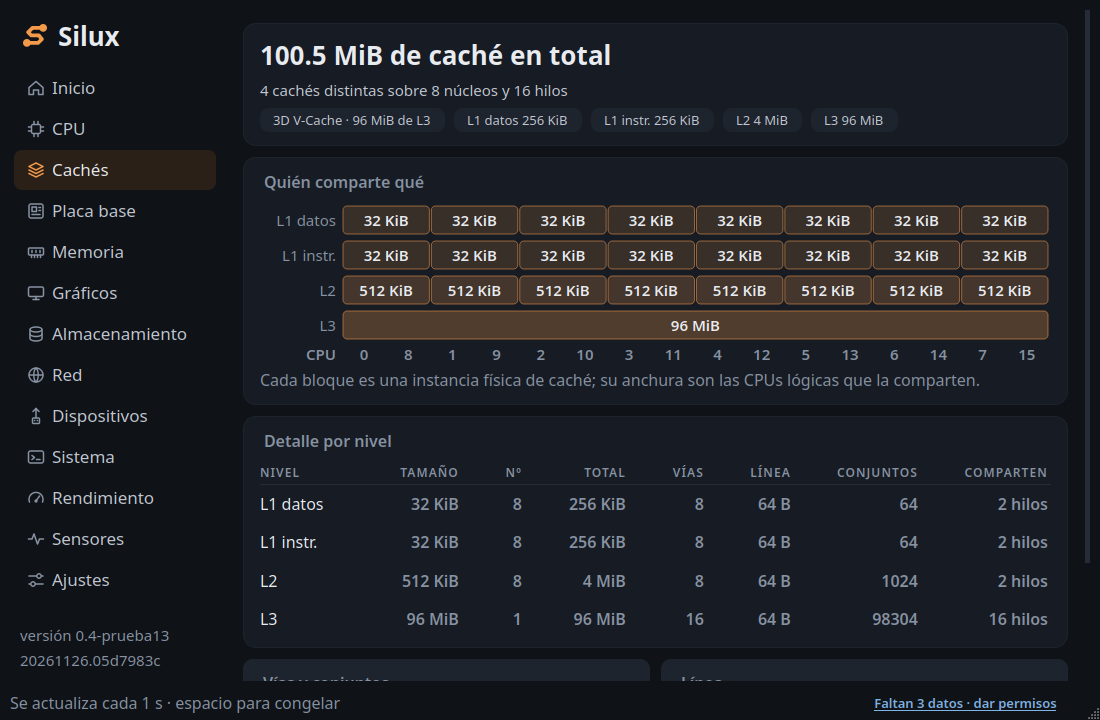 Silux
Inicio
CPU
Cachés
Placa base
Memoria
Gráficos
Almacenamiento
Red
Dispositivos
Sistema
Rendimiento
Sensores
Ajustes
versión 0.4-prueba13
20261126.05d7983c
100.5 MiB de caché en total
4 cachés distintas sobre 8 núcleos y 16 hilos
3D V-Cache · 96 MiB de L3 L1 datos 256 KiB L1 instr. 256 KiB L2 4 MiB L3 96 MiB
Quién comparte qué
L1 datos 32 KiB 32 KiB 32 KiB 32 KiB 32 KiB 32 KiB 32 KiB 32 KiB
L1 instr. 32 KiB 32 KiB 32 KiB 32 KiB 32 KiB 32 KiB 32 KiB 32 KiB
L2 512 KiB 512 KiB 512 KiB 512 KiB 512 KiB 512 KiB 512 KiB 512 KiB
L3 96 MiB
CPU 0 8 1 9 2 10 3 11 4 12 5 13 6 14 7 15
Cada bloque es una instancia física de caché; su anchura son las CPUs lógicas que la comparten.
Detalle por nivel
NIVEL TAMAÑO Nº TOTAL VÍAS LÍNEA CONJUNTOS COMPARTEN
L1 datos 32 KiB 8 256 KiB 8 64 B 64 2 hilos
L1 instr. 32 KiB 8 256 KiB 8 64 B 64 2 hilos
L2 512 KiB 8 4 MiB 8 64 B 1024 2 hilos
L3 96 MiB 1 96 MiB 16 64 B 98304 16 hilos
Vías y conjuntos Línea
Se actualiza cada 1 s · espacio para congelar Faltan 3 datos · dar permisos